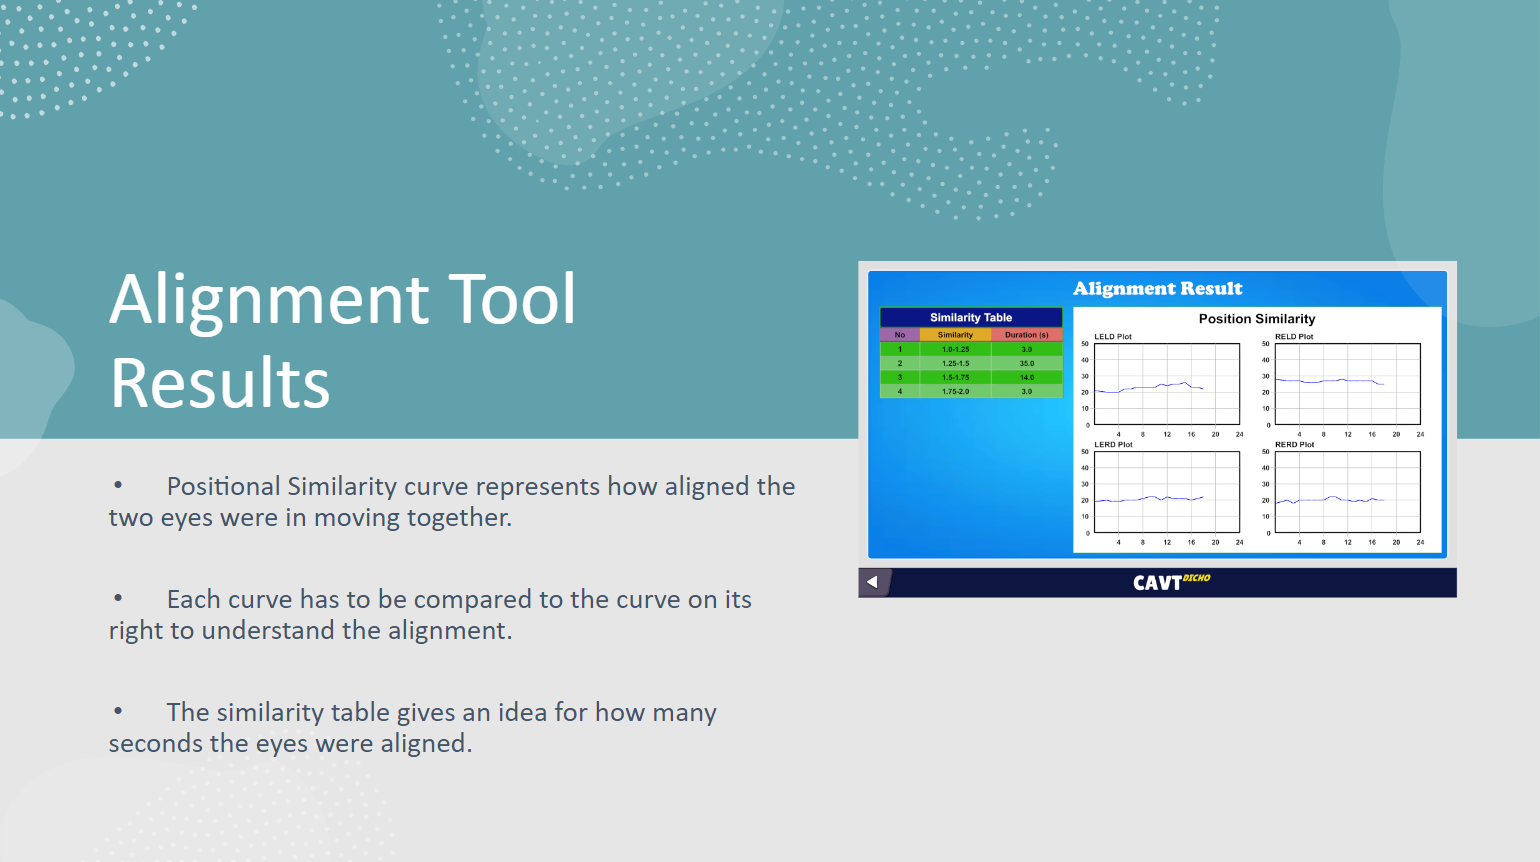 Alignment Tool
Results
• Positional Similarity curve represents how aligned the
two eyes were in moving together.
• Each curve has to be compared to the curve on its
right to understand the alignment.
• The similarity table gives an idea for how many
seconds the eyes were aligned.
Alignment Result
Similarity Table
No Similarity Duration (s)
1 1.0-1.25 3.0
2 1.25-1.5 35.0
3 1.5-1.75 14.0
4 1.75-2.0 3.0
Position Similarity
LELD Plot
50
40
30
20
10
0
4 8 12 16 20 24
RELD Plot
50
40
30
20
10
0
4 8 12 16 20 24
LERD Plot
50
40
30
20
10
0
4 8 12 16 20 24
RERD Plot
50
40
30
20
10
0
4 8 12 16 20 24
CAVT DICHO